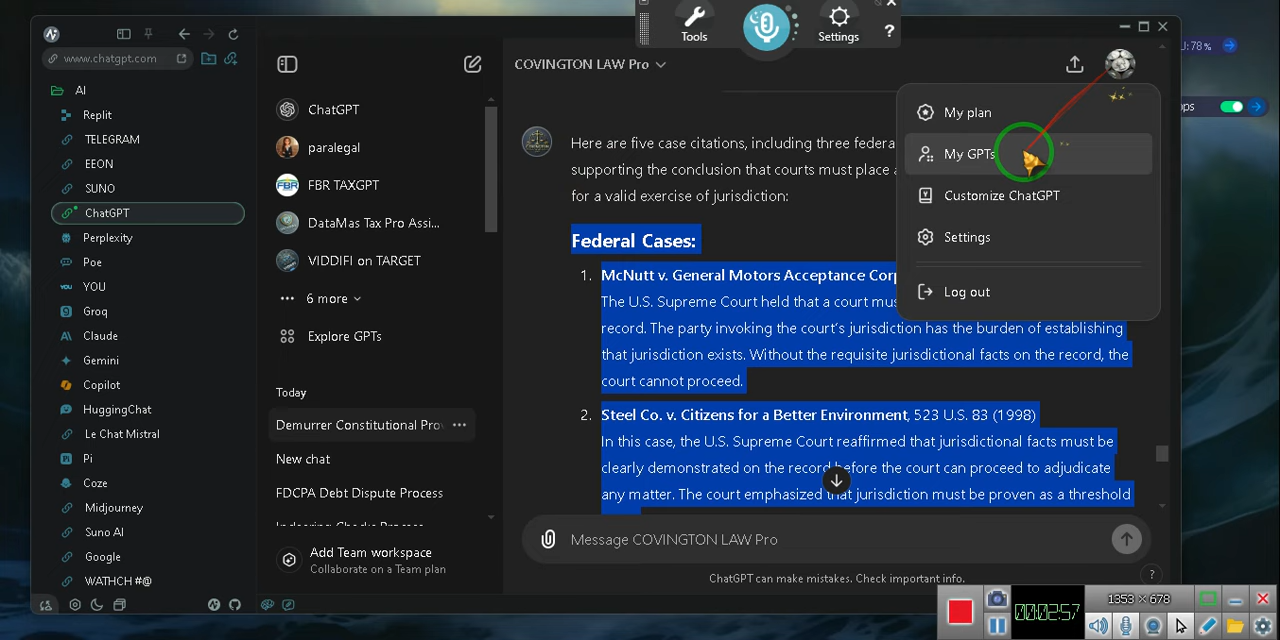 Tools
Settings
?
www.chatgpt.com
AI
Replit
TELEGRAM
EEON
SUNO
ChatGPT
Perplexity
Poe
YOU
YOU
Groq
Claude
Gemini
Copilot
HuggingChat
Le Chat Mistral
Pi
Coze
Midjourney
Suno AI
Google
WATHCH #@
ChatGPT
paralegal
FBR FBR TAXGPT
DataMas Tax Pro Assi...
VIDDIFI on TARGET
6 more
Explore GPTs
Today
Demurrer Constitutional Pro
New chat
FDCPA Debt Dispute Process
Add Team workspace
Collaborate on a Team plan
COVINGTON LAW Pro
Here are five case citations, including three federa
supporting the conclusion that courts must place a
for a valid exercise of jurisdiction:
Federal Cases:
1. McNutt v. General Motors Acceptance Corp
The U.S. Supreme Court held that a court mus
record. The party invoking the court's jurisdiction has the burden of establishing
that jurisdiction exists. Without the requisite jurisdictional facts on the record, the
court cannot proceed.
2. Steel Co. v. Citizens for a Better Environment, 523 U.S. 83 (1998)
In this case, the U.S. Supreme Court reaffirmed that jurisdictional facts must be
clearly demonstrated on the record before the court can proceed to adjudicate
any matter. The court emphasized that jurisdiction must be proven as a threshold
Message COVINGTON LAW Pro
ChatGPT can make mistakes. Check important info.
?
My plan
My GPTs
Customize ChatGPT
Settings
Log out
J: 78%
ops
00:02:57
1353 × 678